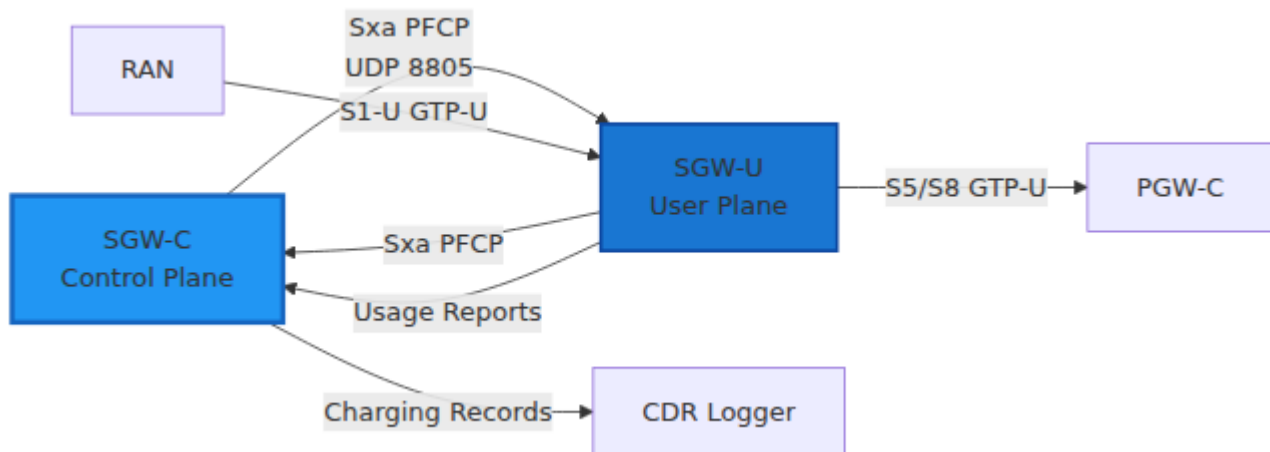 Sxa PFCP
UDP 8805
RAN
S1-U GTP-U
SGW-U
User Plane
S5/S8 GTP-U
PGW-C
SGW-C
Control Plane
Sxa PFCP
Usage Reports
Charging Records
CDR Logger